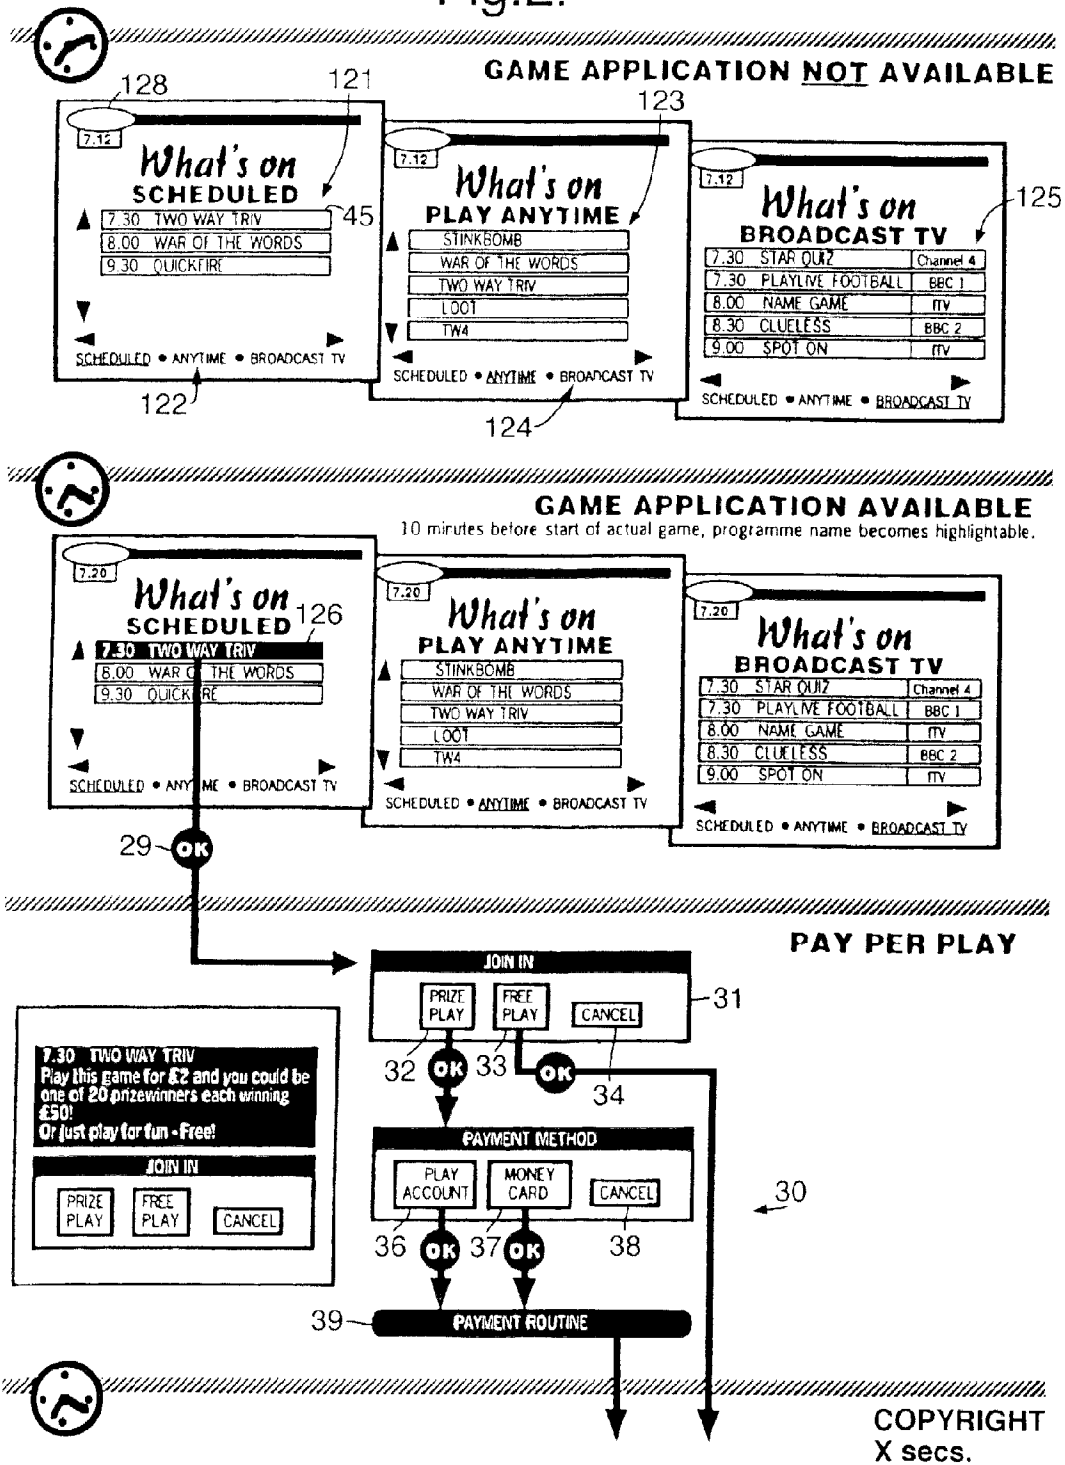 Fig.2.
GAME APPLICATION NOT AVAILABLE
128
121
123
125
7.12
What's on
SCHEDULED
45
7.30 TWO WAY TRIV
8.00 WAR OF THE WORDS
9.30 QUICKFIRE
SCHEDULED • ANYTIME • BROADCAST TV
122
7.12
What's on
PLAY ANYTIME
STINKBOMB
WAR OF THE WORDS
TWO WAY TRIV
LOOT
TW4
SCHEDULED • ANYTIME • BROADCAST TV
124
7.12
What's on
BROADCAST TV
7.30 STAR QUIZ Channel 4
7.30 PLAYLIVE FOOTBALL BBC 1
8.00 NAME GAME ITV
8.30 CLUELESS BBC 2
9.00 SPOT ON ITV
SCHEDULED • ANYTIME • BROADCAST TV
GAME APPLICATION AVAILABLE
10 minutes before start of actual game, programme name becomes highlightable.
7.20
What's on
SCHEDULED
126
7.30 TWO WAY TRIV
8.00 WAR OF THE WORDS
9.30 QUICKFIRE
SCHEDULED • ANYTIME • BROADCAST TV
7.20
What's on
PLAY ANYTIME
STINKBOMB
WAR OF THE WORDS
TWO WAY TRIV
LOOT
TW4
SCHEDULED • ANYTIME • BROADCAST TV
7.20
What's on
BROADCAST TV
7.30 STAR QUIZ Channel 4
7.30 PLAYLIVE FOOTBALL BBC 1
8.00 NAME GAME ITV
8.30 CLUELESS BBC 2
9.00 SPOT ON ITV
SCHEDULED • ANYTIME • BROADCAST TV
29
OK
PAY PER PLAY
JOIN IN
PRIZE PLAY
FREE PLAY
CANCEL
31
32
OK
33
OK
34
7.30 TWO WAY TRIV
Play this game for £2 and you could be
one of 20 prizewinners each winning
£50!
Or just play for fun - Free!
JOIN IN
PRIZE PLAY
FREE PLAY
CANCEL
PAYMENT METHOD
PLAY ACCOUNT
MONEY CARD
CANCEL
30
36
OK
37
OK
38
39
PAYMENT ROUTINE
COPYRIGHT
X secs.